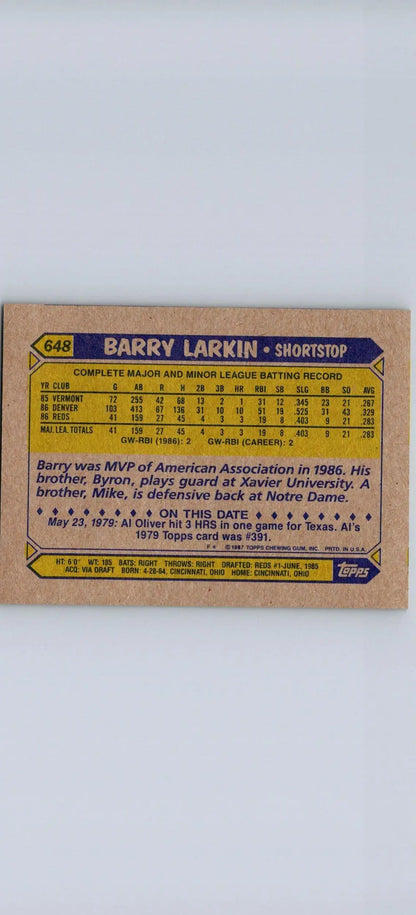 648 BARRY LARKIN • SHORTSTOP
COMPLETE MAJOR AND MINOR LEAGUE BATTING RECORD
YR CLUB G AB R H 2B 3B HR RBI SB SLG BB SO AVG
85 VERMONT 72 255 42 68 13 2 1 31 12 .345 23 21 .267
86 DENVER 103 413 67 136 31 10 10 51 19 .525 31 43 .329
86 REDS 41 159 27 45 4 3 3 19 8 .403 9 21 .283
MAJ. LEA. TOTALS 41 159 27 45 4 3 3 19 8 .403 9 21 .283
GW-RBI (1986): 2 GW-RBI (CAREER): 2
Barry was MVP of American Association in 1986. His
brother, Byron, plays guard at Xavier University. A
brother, Mike, is defensive back at Notre Dame.
♦ ♦ ♦ ♦ ♦ ♦ ♦ ON THIS DATE ♦ ♦ ♦ ♦ ♦ ♦ ♦
May 23, 1979: Al Oliver hit 3 HRS in one game for Texas. Al's
1979 Topps card was #391.
F* © 1987 TOPPS CHEWING GUM, INC. PRTD. IN U.S.A.
HT: 6'0" WT: 185 BATS: RIGHT THROWS: RIGHT DRAFTED: REDS #1-JUNE, 1985
ACQ: VIA DRAFT BORN: 4-28-64, CINCINNATI, OHIO HOME: CINCINNATI, OHIO
TOPPS